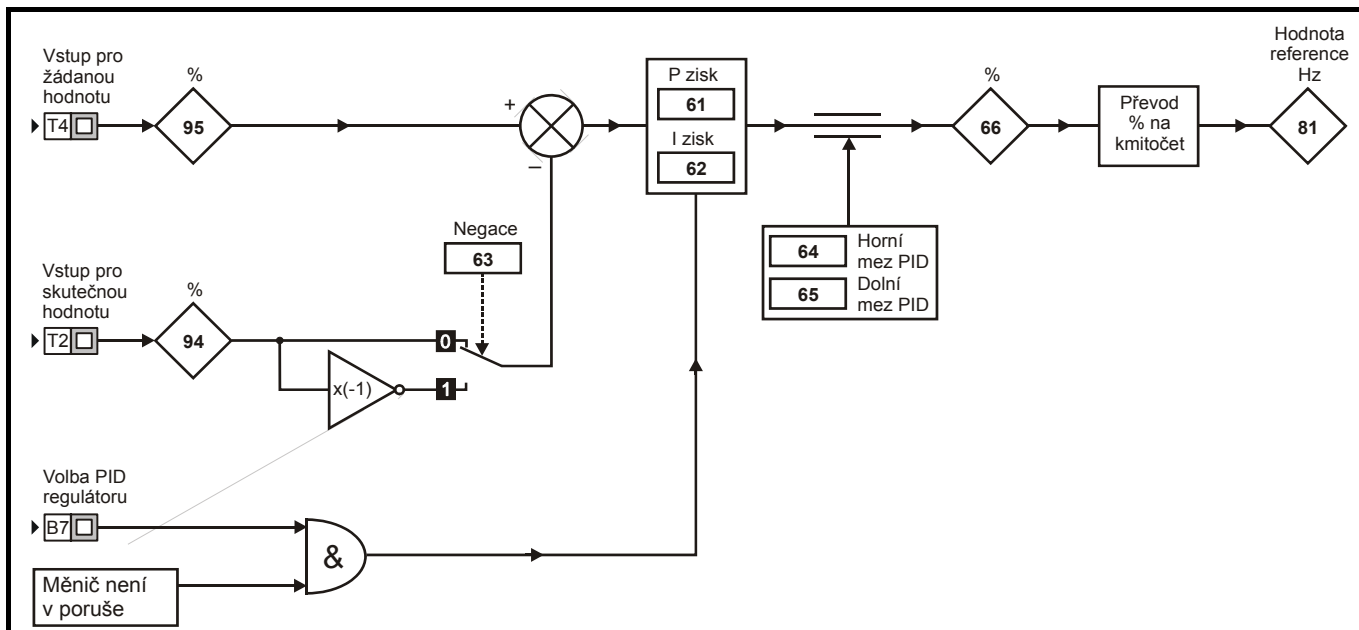 Vstup pro
žádanou
hodnotu
T4
%
95
+
–
P zisk
61
I zisk
62
%
66
Převod
% na
kmitočet
Hodnota
reference
Hz
81
Negace
63
64
Horní
mez PID
65
Dolní
mez PID
Vstup pro
skutečnou
hodnotu
T2
%
94
0
x(-1)
1
Volba PID
regulátoru
B7
&
Měnič není
v poruše